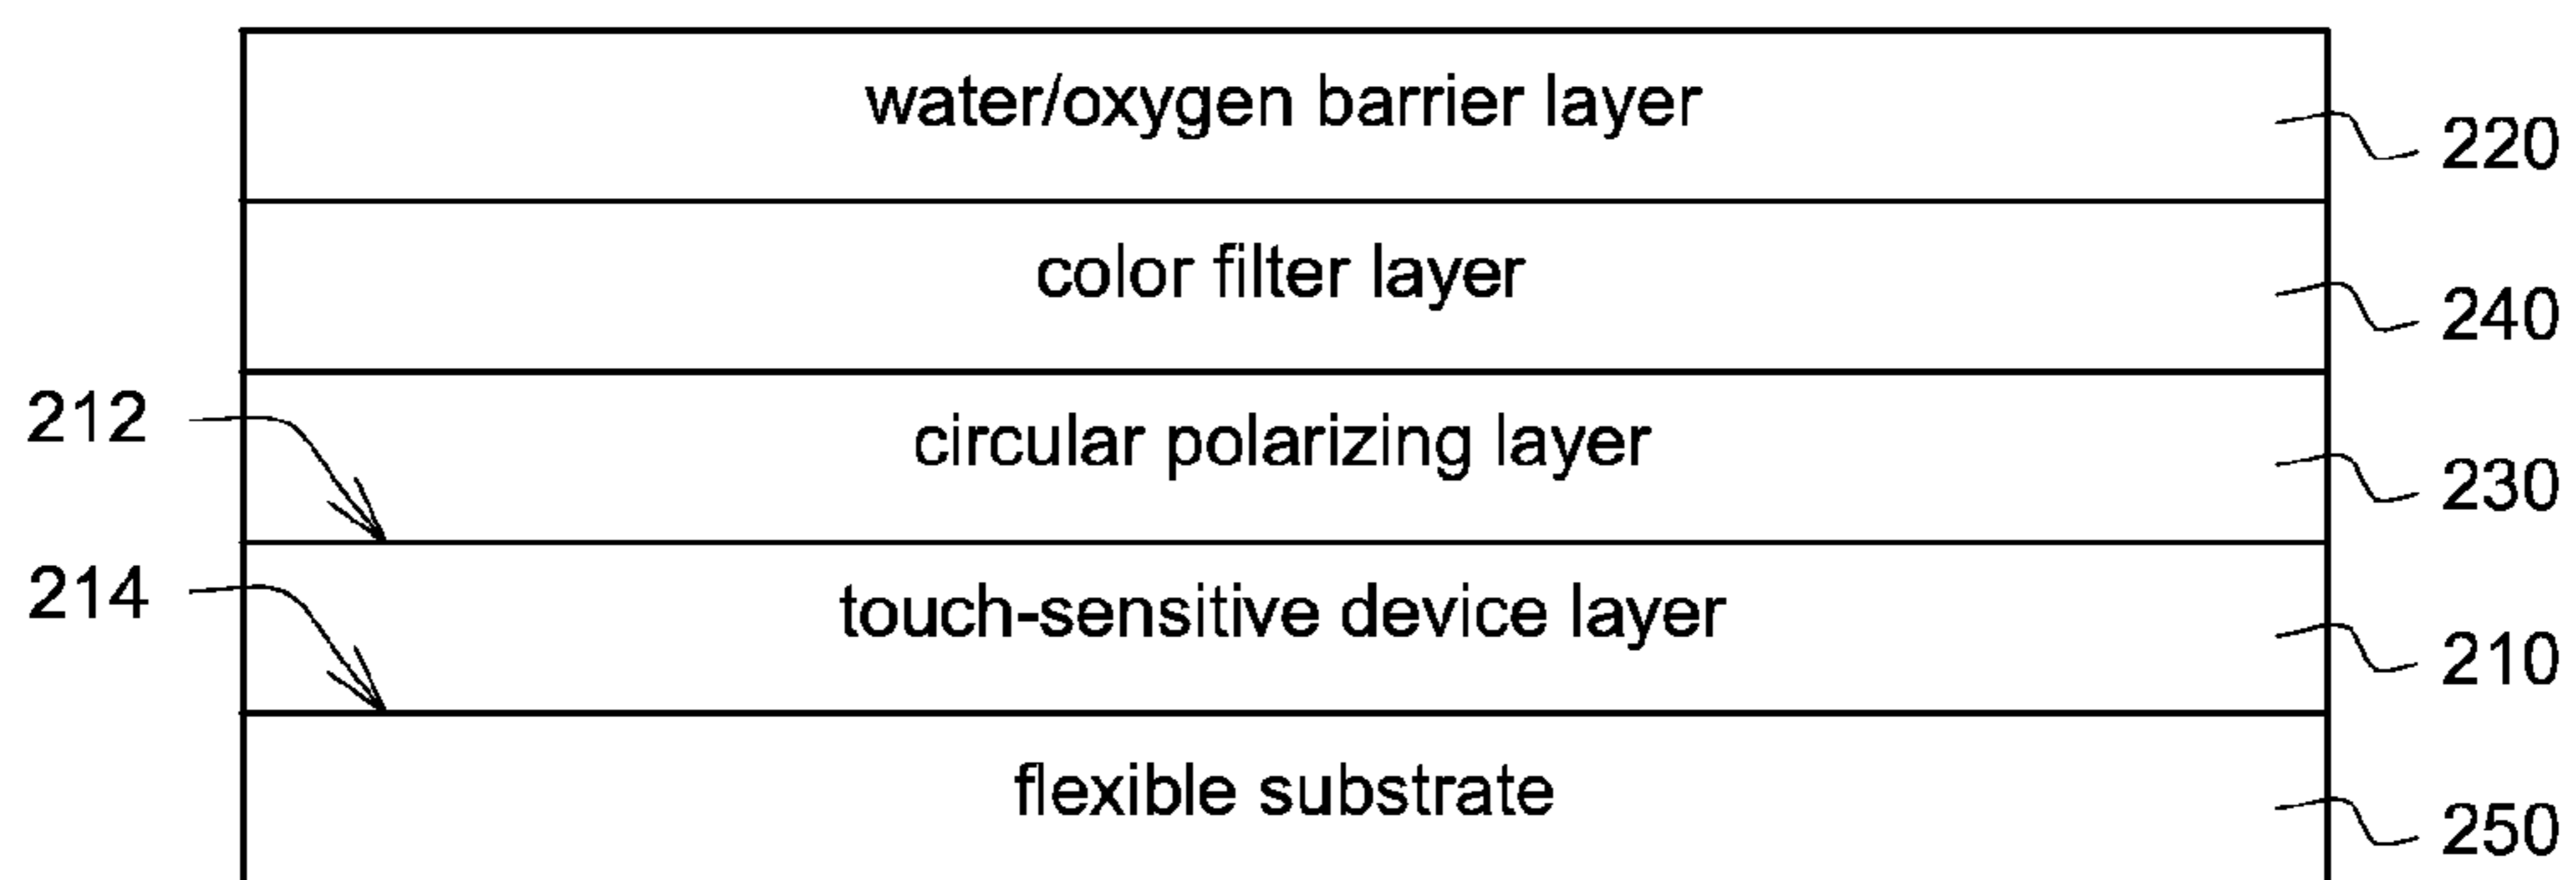 water/oxygen barrier layer
220
color filter layer
240
212
circular polarizing layer
230
214
touch-sensitive device layer
210
flexible substrate
250